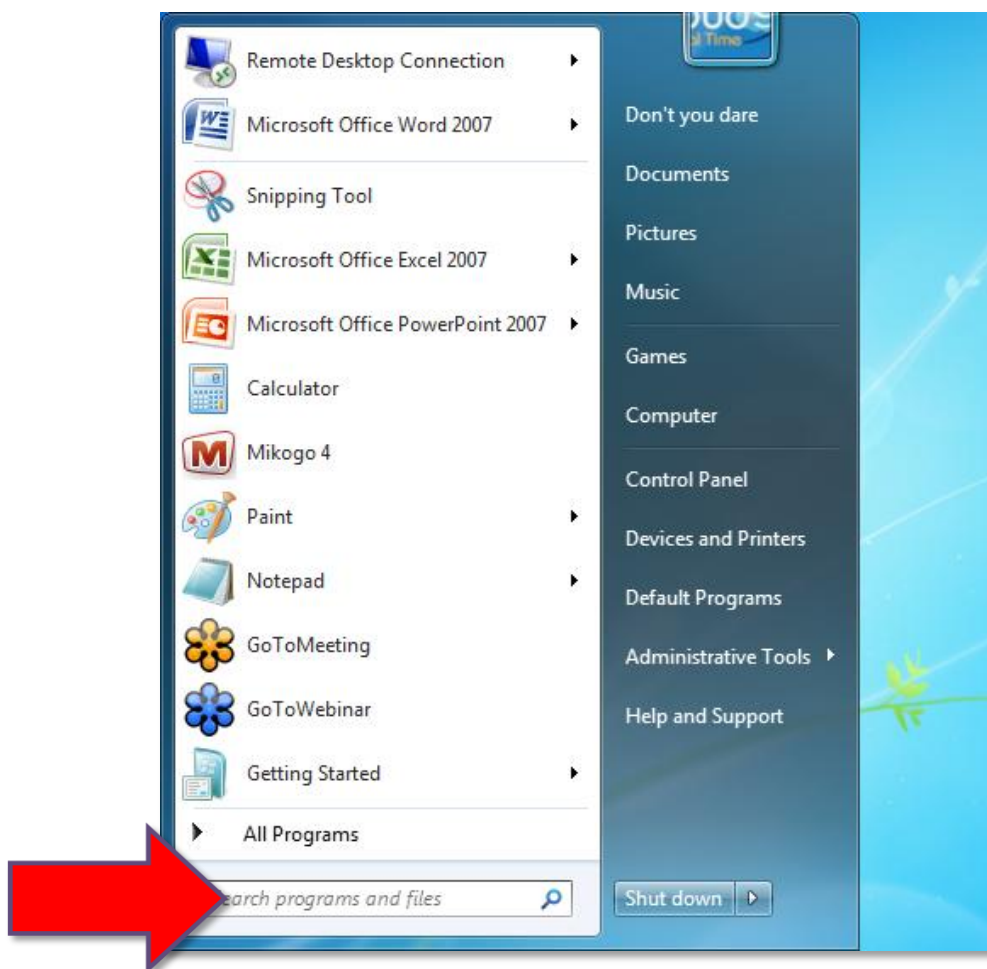 Remote Desktop Connection
Microsoft Office Word 2007
Snipping Tool
Microsoft Office Excel 2007
Microsoft Office PowerPoint 2007
Calculator
Mikogo 4
Paint
Notepad
GoToMeeting
GoToWebinar
Getting Started
All Programs
earch programs and files
Don't you dare
Documents
Pictures
Music
Games
Computer
Control Panel
Devices and Printers
Default Programs
Administrative Tools
Help and Support
Shut down